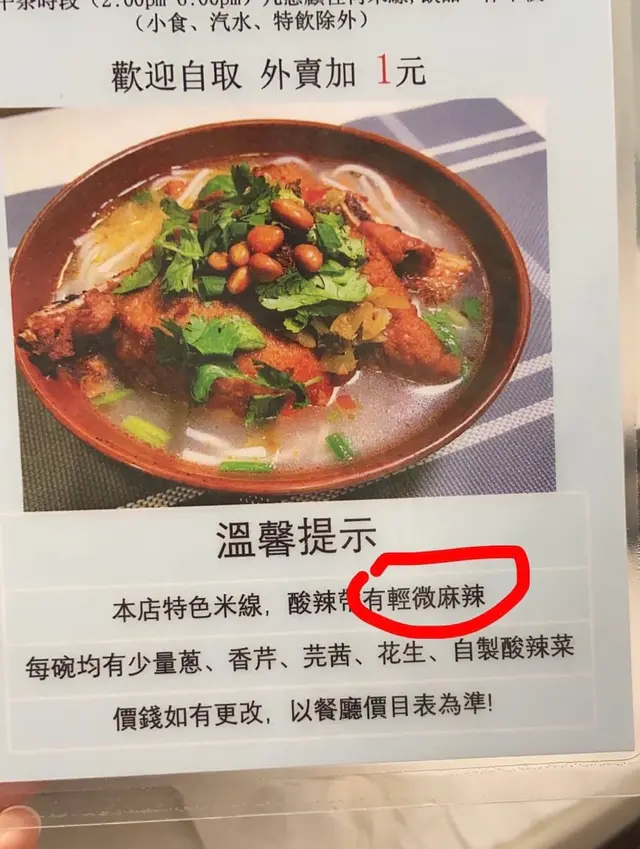 (小食、汽水、特飲除外)
歡迎自取 外賣加 1元
溫馨提示
本店特色米線, 酸辣帶有輕微麻辣
每碗均有少量蔥、香芹、芫茜、花生、自製酸辣菜
價錢如有更改, 以餐廳價目表為準!